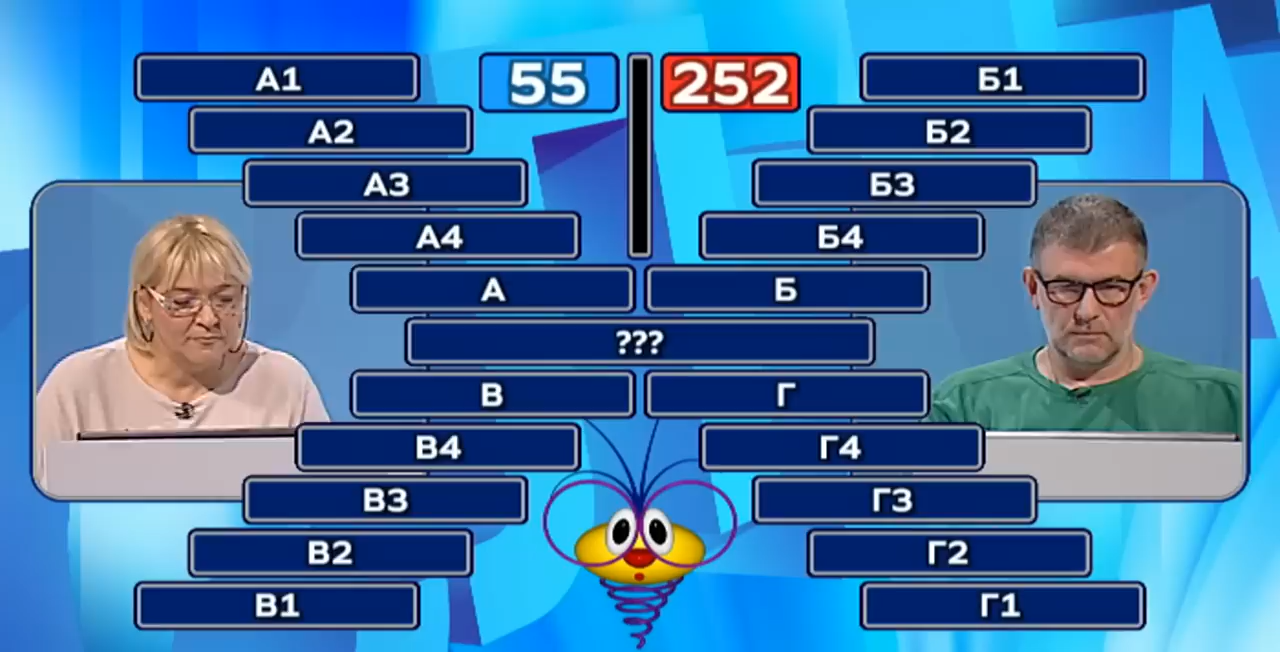 А1 55 252 Б1
А2 Б2
А3 Б3
А4 Б4
А Б
???
В Г
В4 Г4
В3 Г3
В2 Г2
В1 Г1